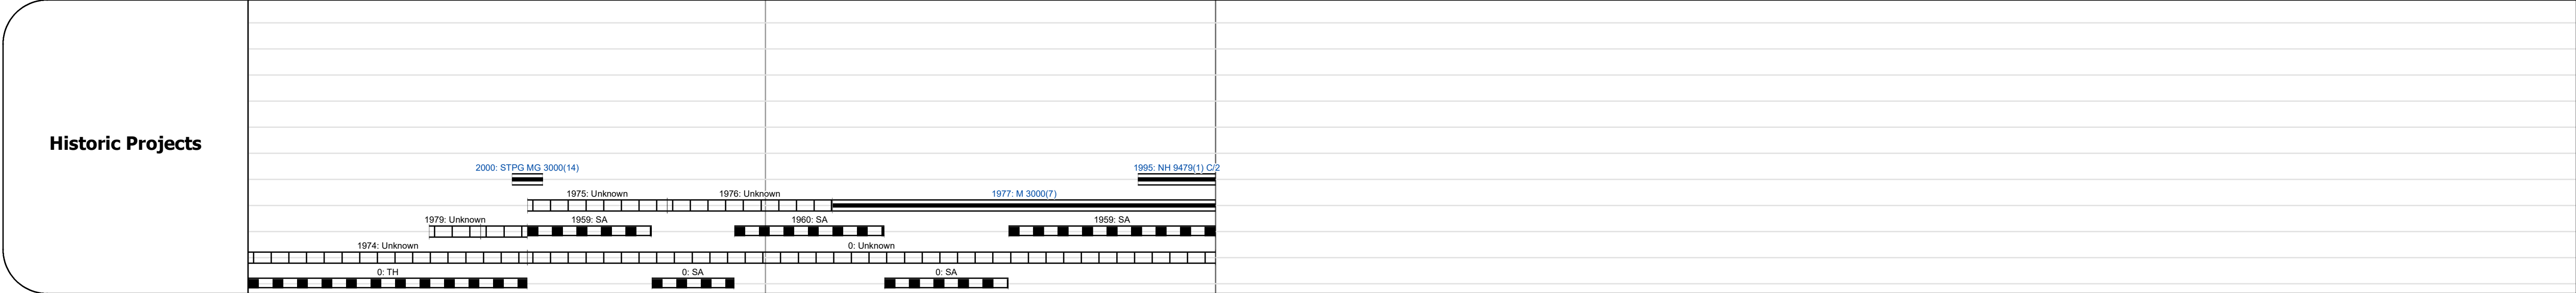 Historic Projects
2000: STPG MG 3000(14)
1995: NH 9479(1) C/2
1975: Unknown
1976: Unknown
1977: M 3000(7)
1979: Unknown
1959: SA
1960: SA
1959: SA
1974: Unknown
0: Unknown
0: TH
0: SA
0: SA